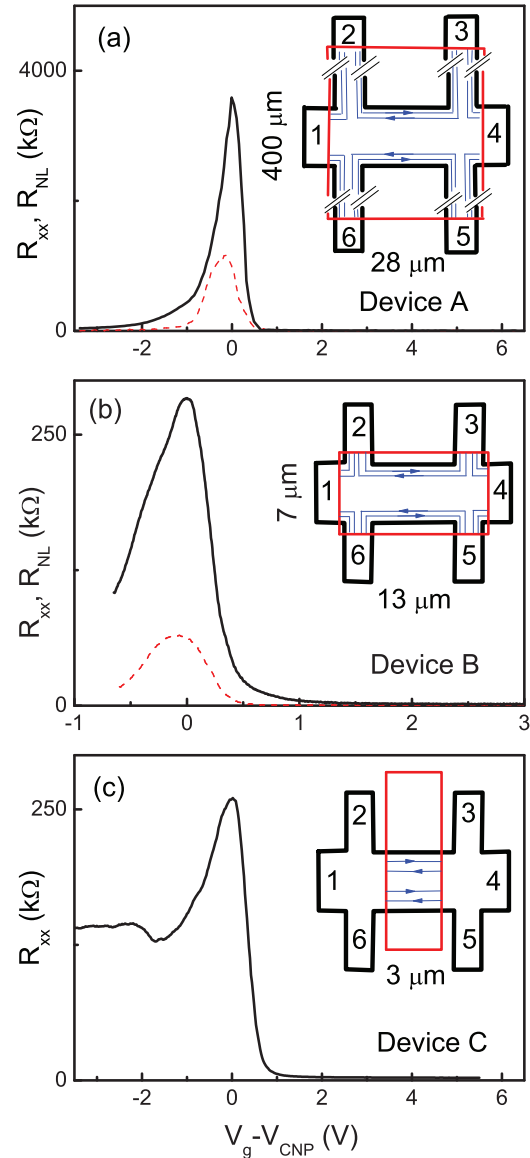 (a)
R_xx, R_NL (kΩ)
4000
0
-2
0
2
4
6
400 μm
28 μm
1
2
3
4
5
6
Device A
(b)
R_xx, R_NL (kΩ)
250
0
-1
0
1
2
3
7 μm
13 μm
1
2
3
4
5
6
Device B
(c)
R_xx (kΩ)
250
0
-2
0
2
4
6
3 μm
1
2
3
4
5
6
Device C
V_g-V_CNP (V)